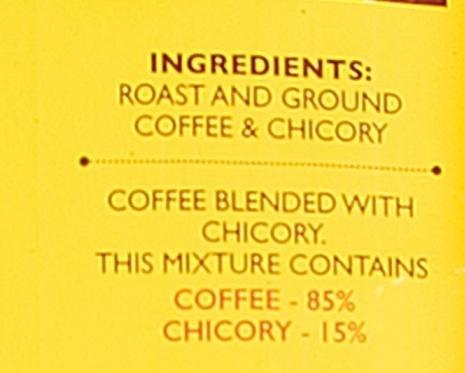 INGREDIENTS:
ROAST AND GROUND
COFFEE & CHICORY
COFFEE BLENDED WITH
CHICORY.
THIS MIXTURE CONTAINS
COFFEE - 85%
CHICORY - 15%